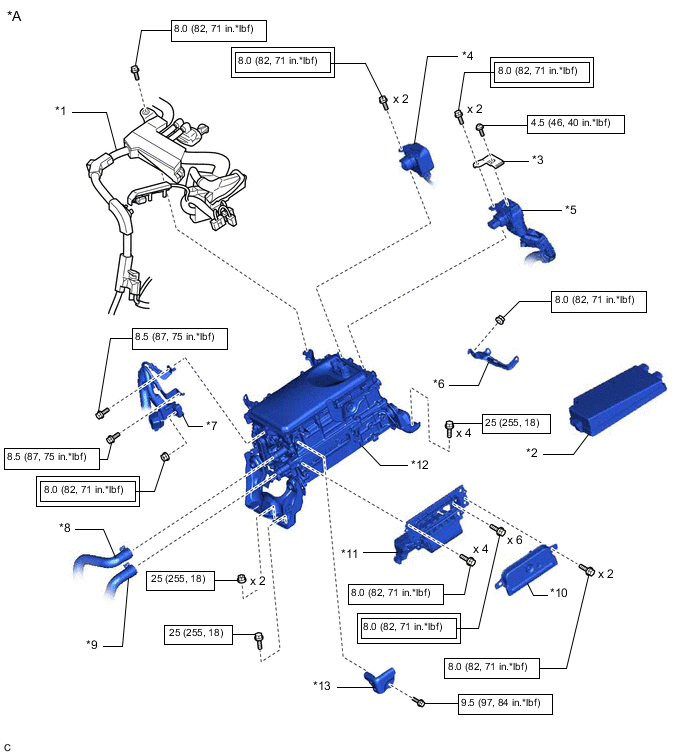 *A
8.0 (82, 71 in.*lbf)
8.0 (82, 71 in.*lbf)
*4
8.0 (82, 71 in.*lbf)
x 2
x 2
*1
4.5 (46, 40 in.*lbf)
*3
*5
8.0 (82, 71 in.*lbf)
8.5 (87, 75 in.*lbf)
*6
*7
25 (255, 18)
x 4
8.5 (87, 75 in.*lbf)
*2
*12
8.0 (82, 71 in.*lbf)
*8
x 6
x 4
*11
x 2
25 (255, 18)
x 2
8.0 (82, 71 in.*lbf)
*10
8.0 (82, 71 in.*lbf)
25 (255, 18)
*9
8.0 (82, 71 in.*lbf)
*13
9.5 (97, 84 in.*lbf)
C